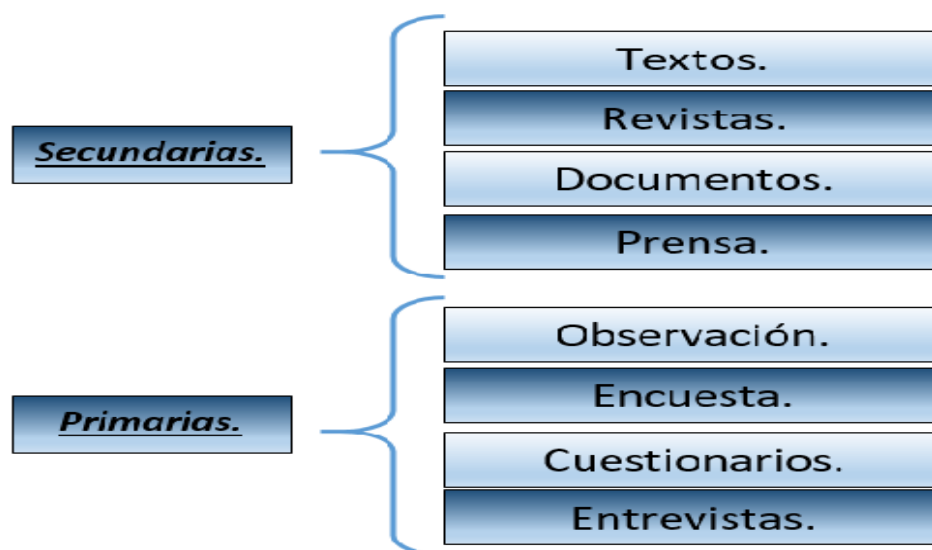 Secundarias.
Textos.
Revistas.
Documentos.
Prensa.
Primarias.
Observación.
Encuesta.
Cuestionarios.
Entrevistas.